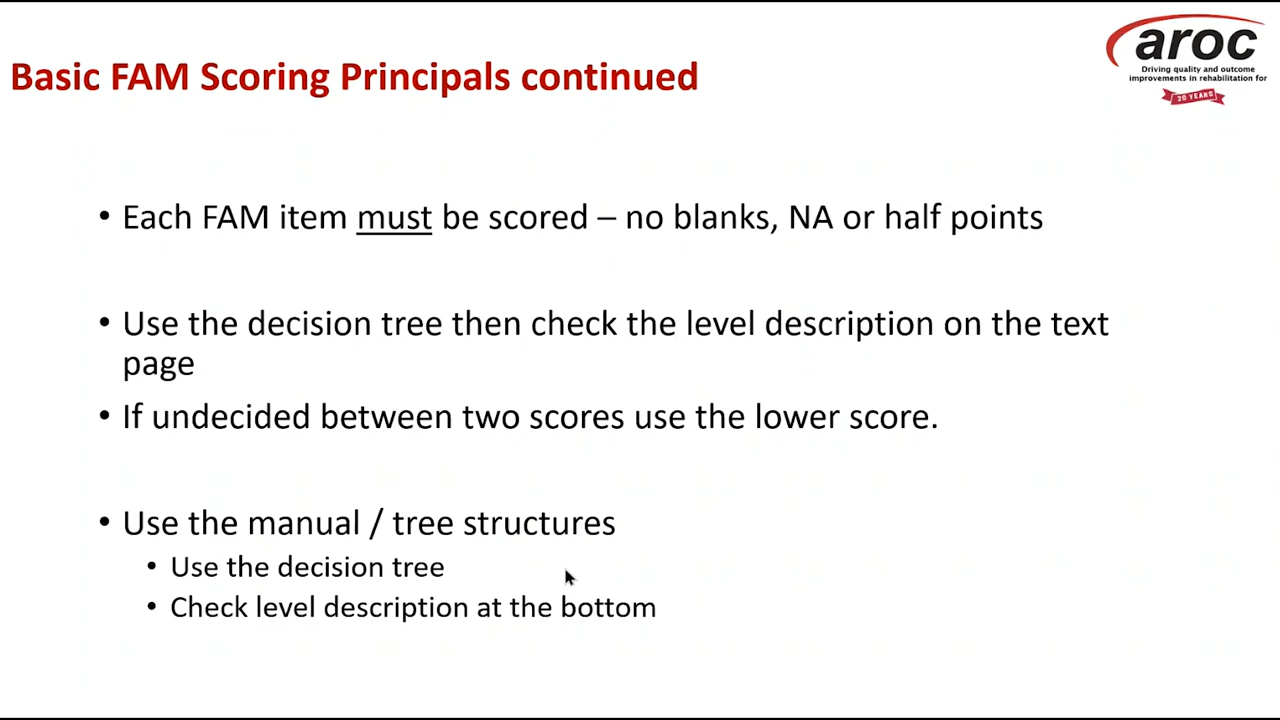 aroc
Driving quality and outcome
improvements in rehabilitation for
20 YEARS
Basic FAM Scoring Principals continued
• Each FAM item must be scored – no blanks, NA or half points
• Use the decision tree then check the level description on the text
page
• If undecided between two scores use the lower score.
• Use the manual / tree structures
• Use the decision tree
• Check level description at the bottom